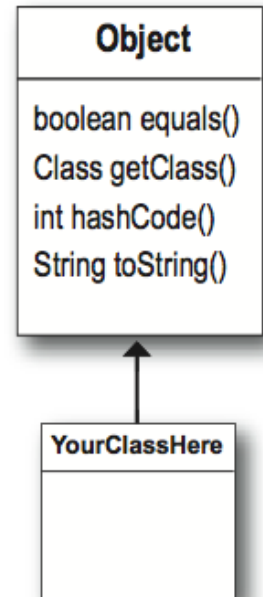 Object
boolean equals()
Class getClass()
int hashCode()
String toString()
YourClassHere